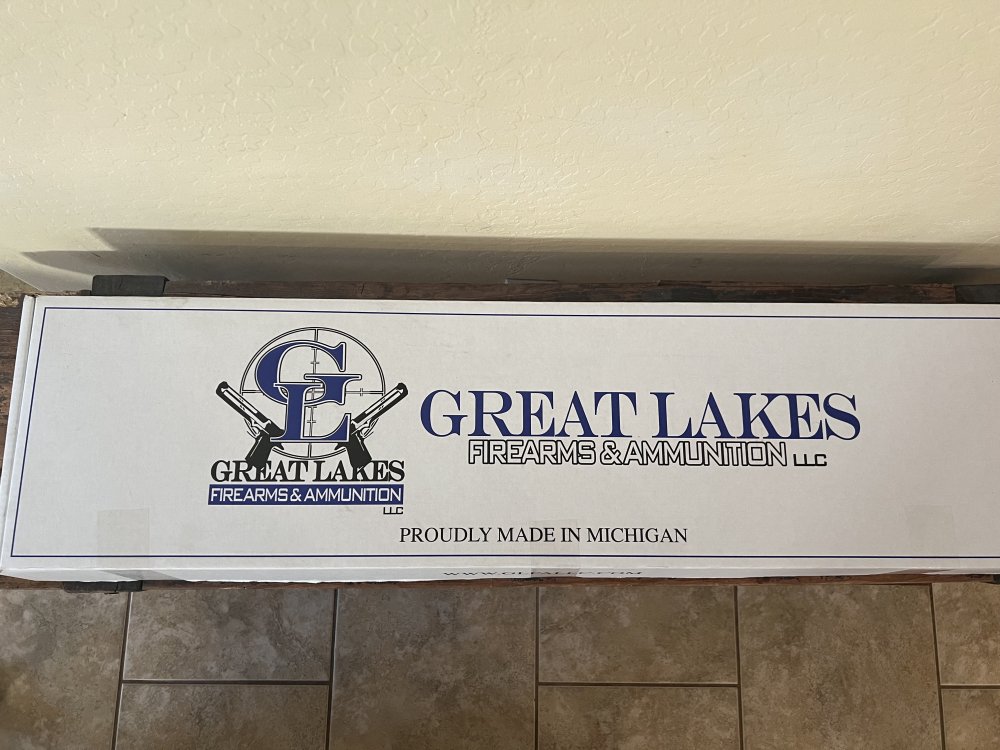 GL
GREAT LAKES
FIREARMS & AMMUNITION
LLC
GREAT LAKES
FIREARMS & AMMUNITION LLC
PROUDLY MADE IN MICHIGAN